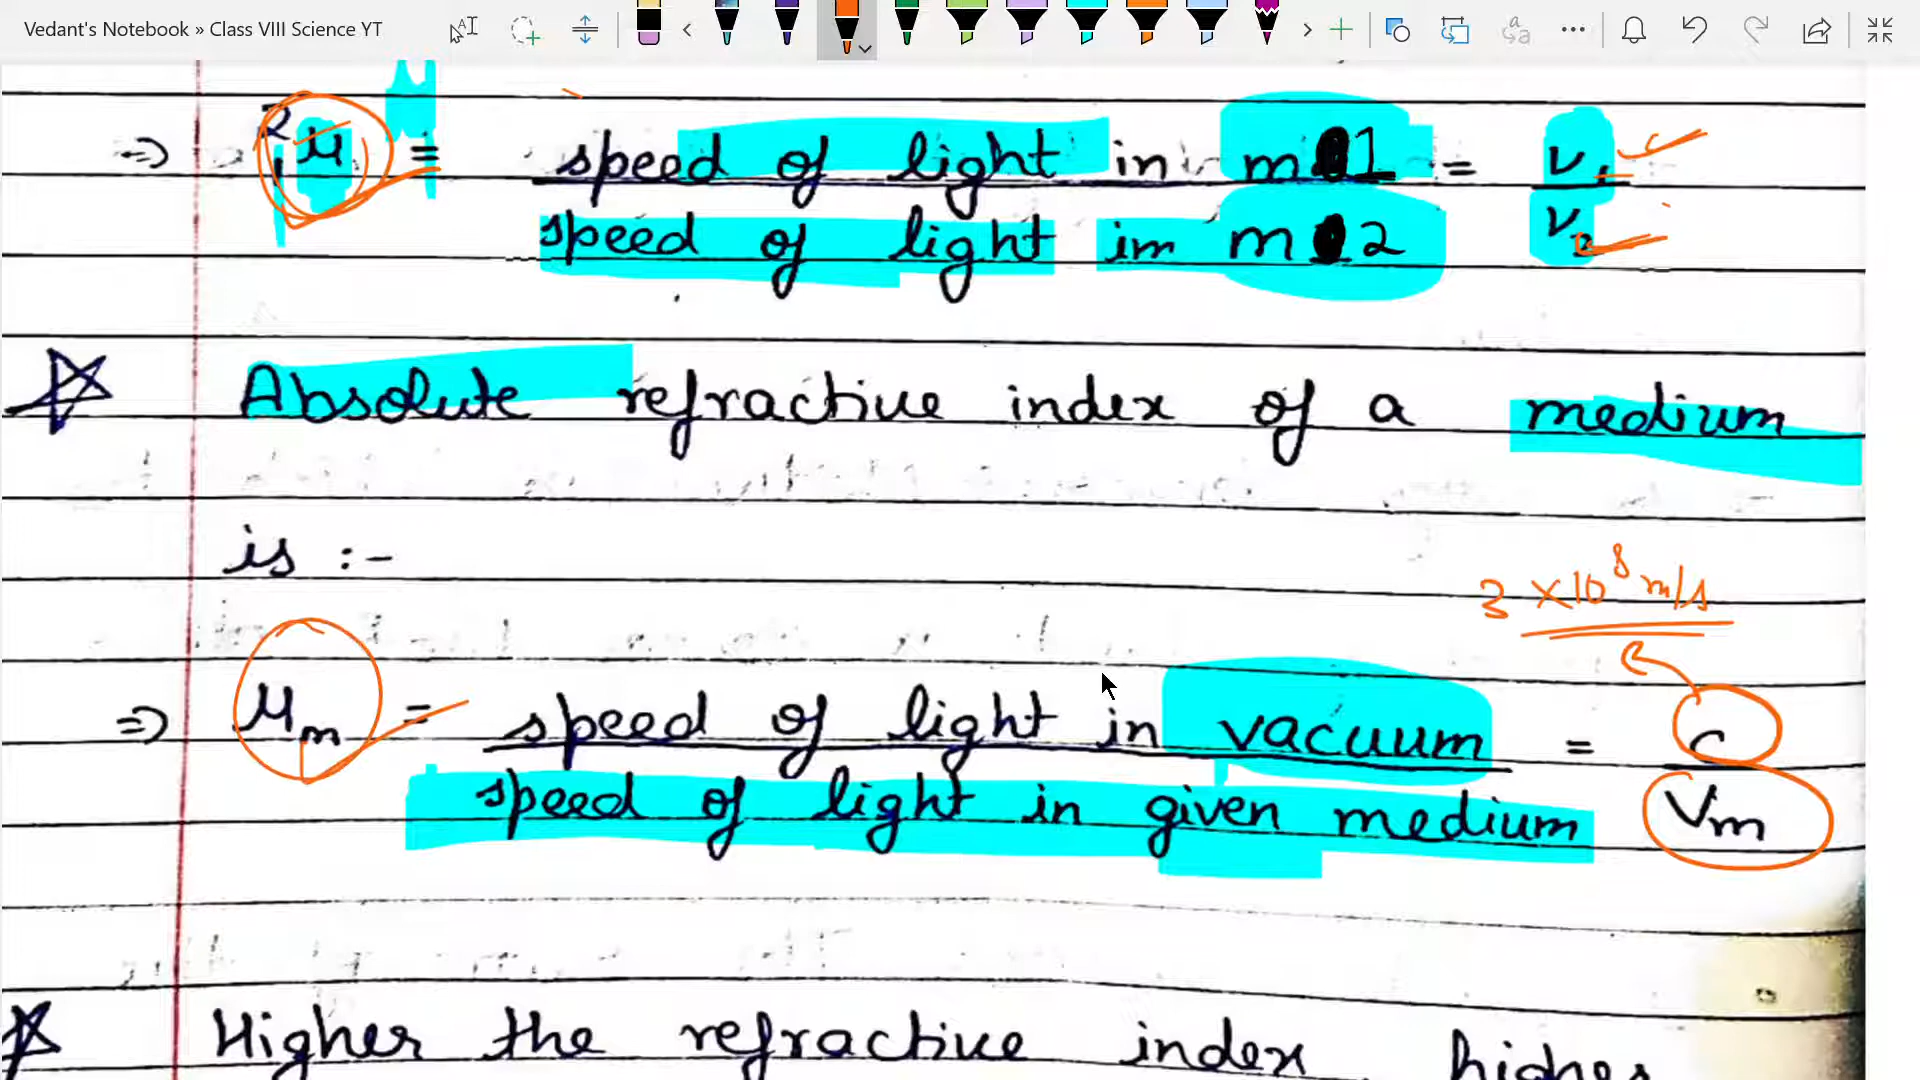 Vedant's Notebook » Class VIII Science YT
⇒ ²₁μ = speed of light in m 1 = v₁
speed of light in m 2 v₂
☆ Absolute refractive index of a medium
is :-
3 ×10⁸ m/s
⇒ μₘ = speed of light in vacuum = c
speed of light in given medium Vₘ
☆ Higher the refractive index, higher